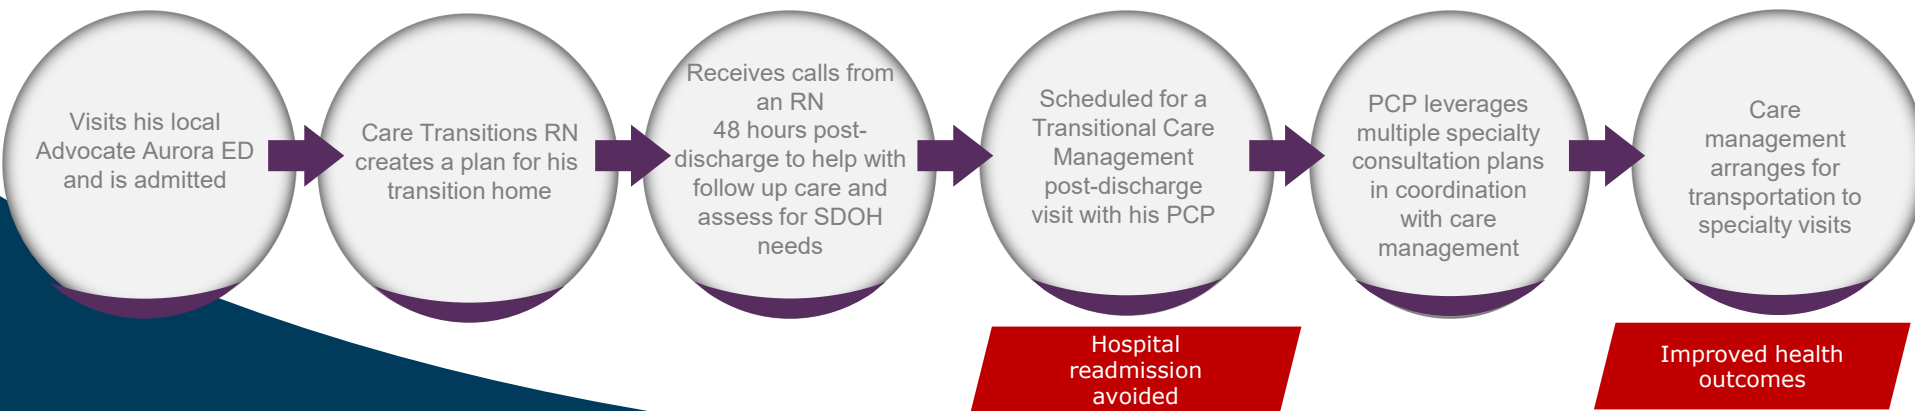 Visits his local
Advocate Aurora ED
and is admitted
Care Transitions RN
creates a plan for his
transition home
Receives calls from
an RN
48 hours post-
discharge to help with
follow up care and
assess for SDOH
needs
Scheduled for a
Transitional Care
Management
post-discharge
visit with his PCP
PCP leverages
multiple specialty
consultation plans
in coordination
with care
management
Care
management
arranges for
transportation to
specialty visits
Hospital
readmission
avoided
Improved health
outcomes